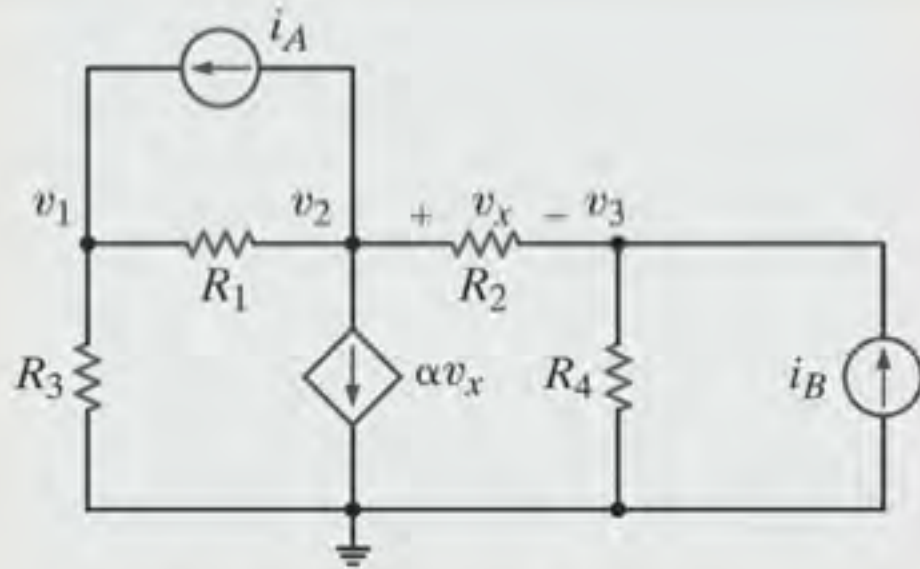 i_A
v_1 v_2 + v_x − v_3
R_1 R_2
R_3 αv_x R_4 i_B